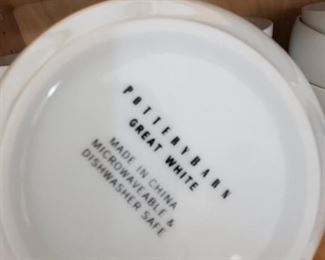 POTTERYBARN
GREAT WHITE
MADE IN CHINA
MICROWAVEABLE &
DISHWASHER SAFE